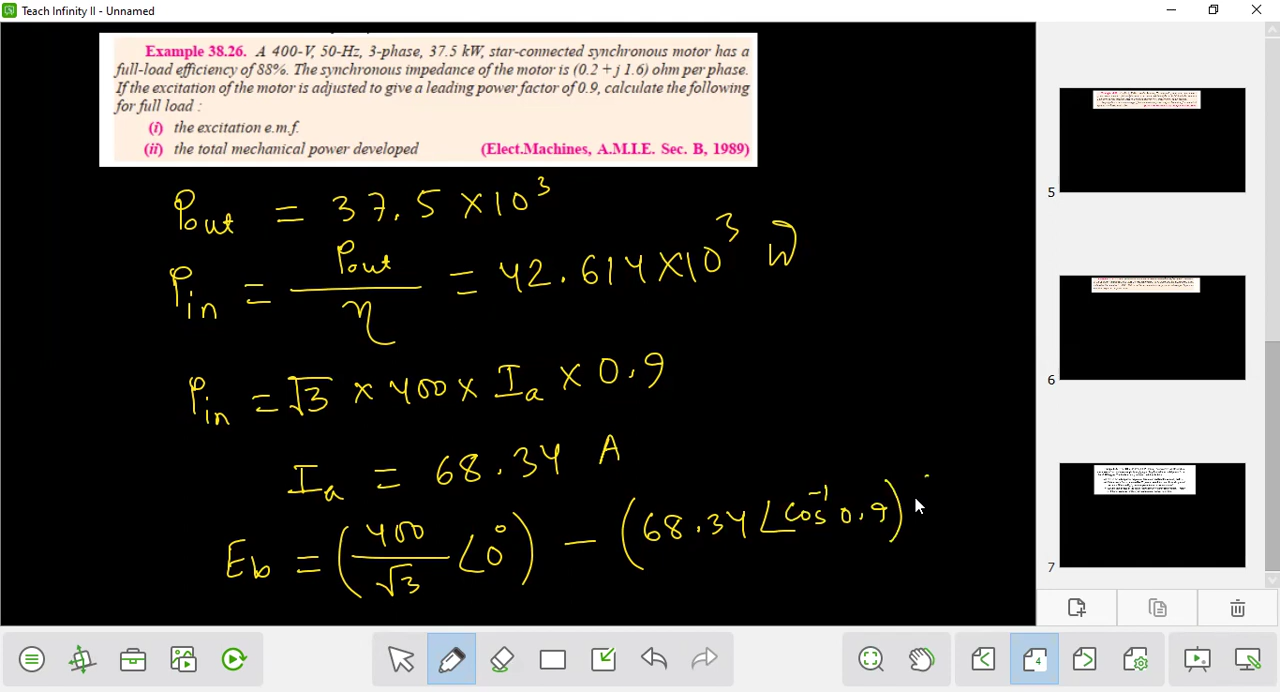 Teach Infinity II - Unnamed
Example 38.26. A 400-V, 50-Hz, 3-phase, 37.5 kW, star-connected synchronous motor has a
full-load efficiency of 88%. The synchronous impedance of the motor is (0.2 + j 1.6) ohm per phase.
If the excitation of the motor is adjusted to give a leading power factor of 0.9, calculate the following
for full load :
(i) the excitation e.m.f.
(ii) the total mechanical power developed (Elect.Machines, A.M.I.E. Sec. B, 1989)
Pout = 37.5 × 10³
Pin = Pout / η = 42.614 × 10³ W
Pin = √3 × 400 × Ia × 0.9
Ia = 68.34 A
Eb = (400/√3 ∠0°) − (68.34 ∠cos⁻¹ 0.9)
5
6
7
4